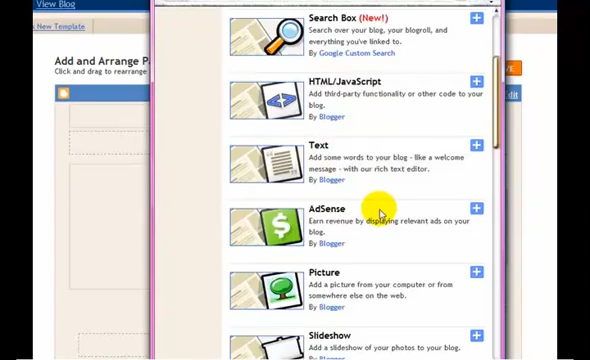 View Blog
k New Template
Add and Arrange P
Click and drag to rearrange
Edit
Search Box (New!)
Search over your blog, your blogroll, and
everything you've linked to.
By Google Custom Search
HTML/JavaScript
Add third-party functionality or other code to your
blog.
By Blogger
Text
Add some words to your blog - like a welcome
message - with our rich text editor.
By Blogger
AdSense
Earn revenue by displaying relevant ads on your
blog.
By Blogger
Picture
Add a picture from your computer or from
somewhere else on the web.
By Blogger
Slideshow
Add a slideshow of your photos to your blog.
By Blogger